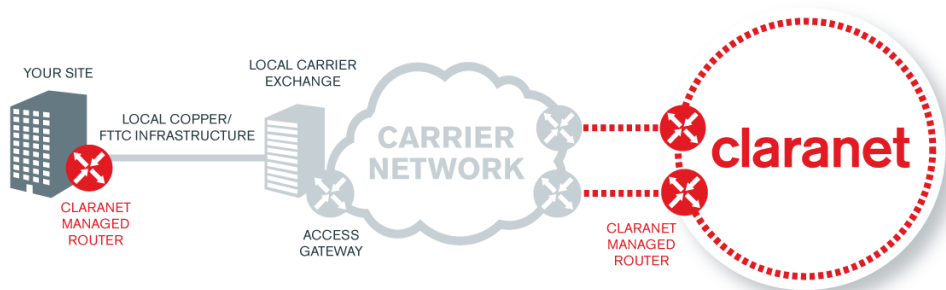 YOUR SITE
LOCAL COPPER/
FTTC INFRASTRUCTURE
CLARANET
MANAGED
ROUTER
LOCAL CARRIER
EXCHANGE
ACCESS
GATEWAY
CARRIER
NETWORK
CLARANET
MANAGED
ROUTER
claranet